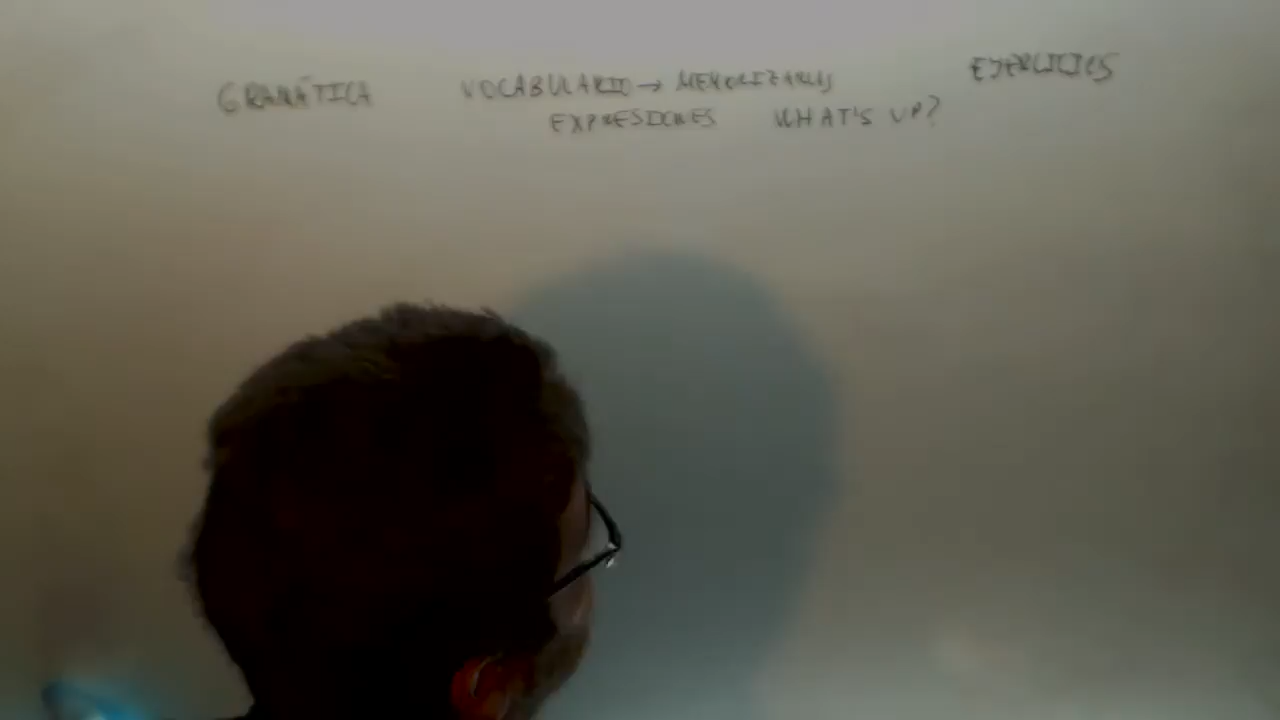 GRAMÁTICA
VOCABULARIO → MEMORIZARLAS
EXPRESIONES WHAT'S UP?
EJERCICIOS